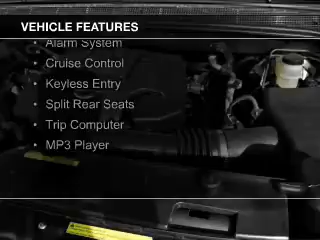 VEHICLE FEATURES
• Alarm System
• Cruise Control
• Keyless Entry
• Split Rear Seats
• Trip Computer
• MP3 Player